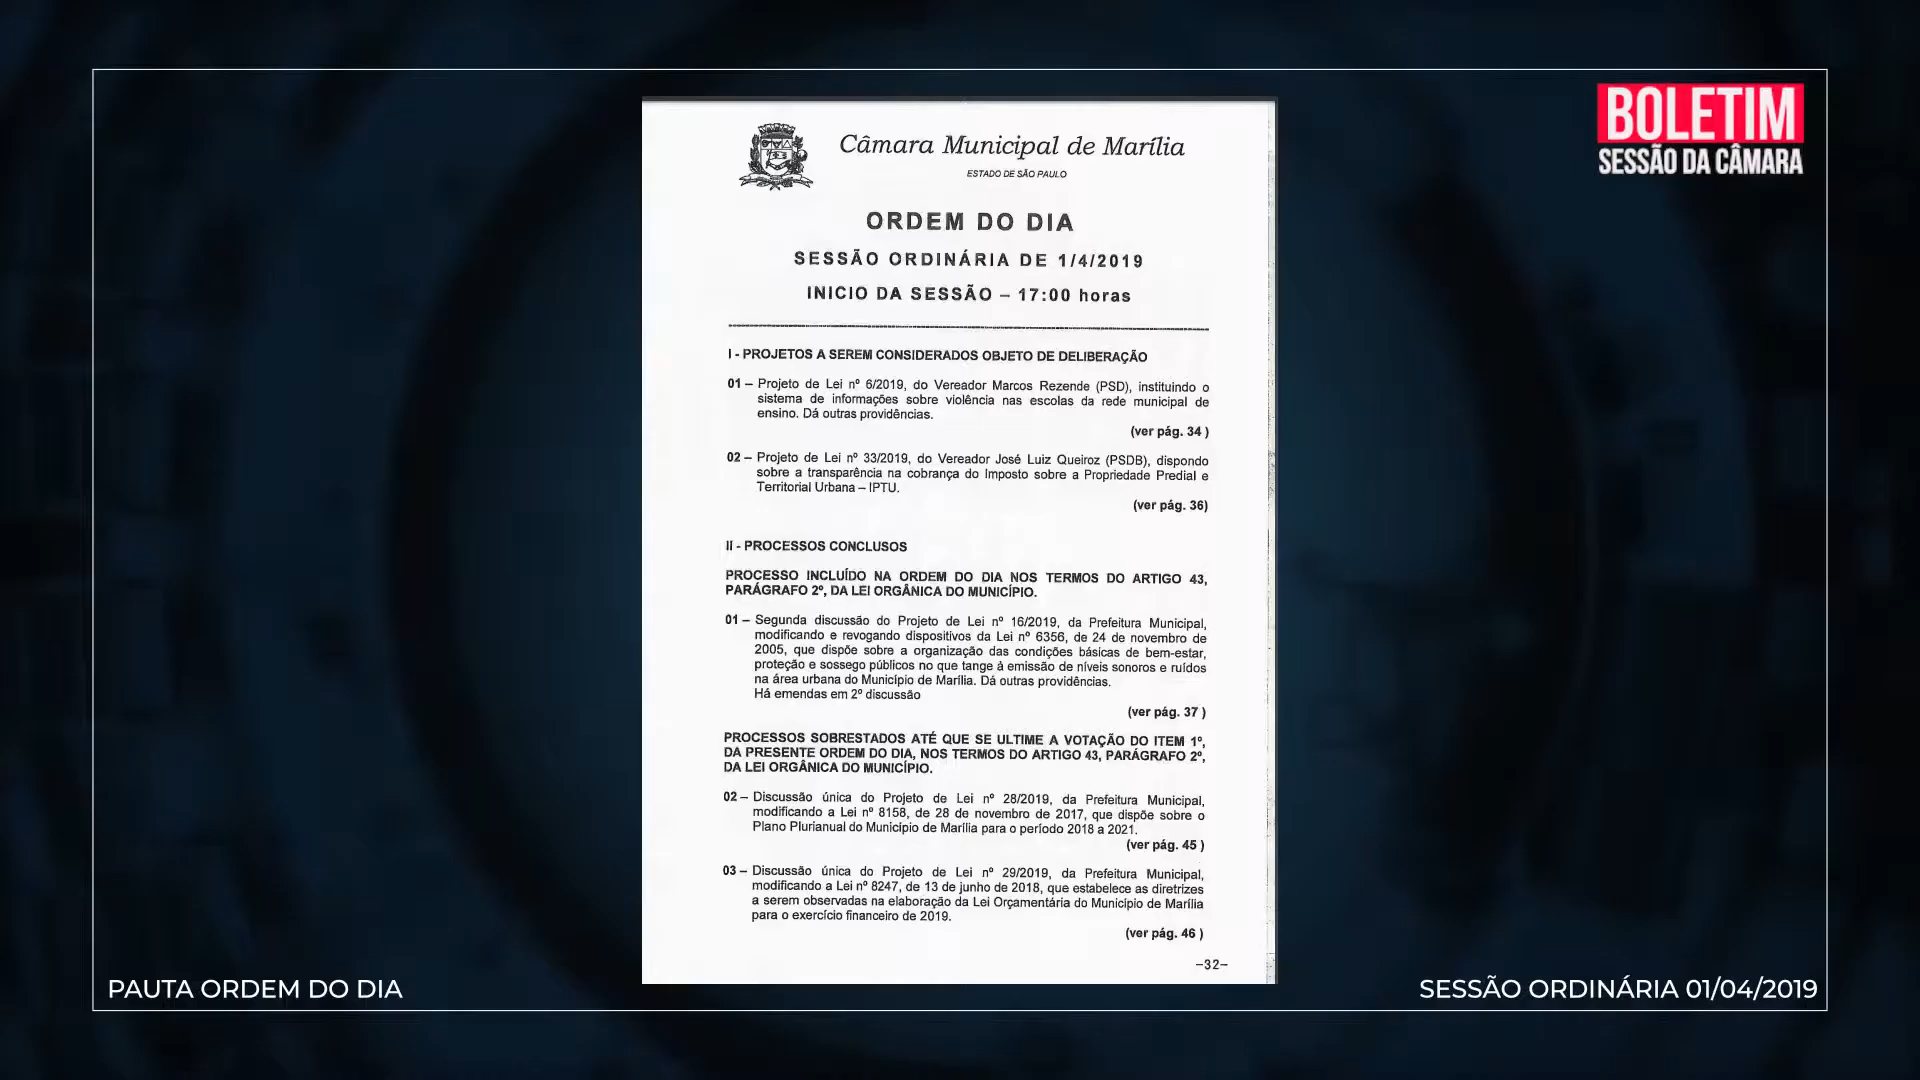 BOLETIM
SESSÃO DA CÂMARA
Câmara Municipal de Marília
ESTADO DE SÃO PAULO
ORDEM DO DIA
SESSÃO ORDINÁRIA DE 1/4/2019
INICIO DA SESSÃO – 17:00 horas
I - PROJETOS A SEREM CONSIDERADOS OBJETO DE DELIBERAÇÃO
01 – Projeto de Lei nº 6/2019, do Vereador Marcos Rezende (PSD), instituindo o
sistema de informações sobre violência nas escolas da rede municipal de
ensino. Dá outras providências.
(ver pág. 34 )
02 – Projeto de Lei nº 33/2019, do Vereador José Luiz Queiroz (PSDB), dispondo
sobre a transparência na cobrança do Imposto sobre a Propriedade Predial e
Territorial Urbana – IPTU.
(ver pág. 36)
II - PROCESSOS CONCLUSOS
PROCESSO INCLUÍDO NA ORDEM DO DIA NOS TERMOS DO ARTIGO 43,
PARÁGRAFO 2º, DA LEI ORGÂNICA DO MUNICÍPIO.
01 – Segunda discussão do Projeto de Lei nº 16/2019, da Prefeitura Municipal,
modificando e revogando dispositivos da Lei nº 6356, de 24 de novembro de
2005, que dispõe sobre a organização das condições básicas de bem-estar,
proteção e sossego públicos no que tange à emissão de níveis sonoros e ruídos
na área urbana do Município de Marília. Dá outras providências.
Há emendas em 2º discussão
(ver pág. 37 )
PROCESSOS SOBRESTADOS ATÉ QUE SE ULTIME A VOTAÇÃO DO ITEM 1º,
DA PRESENTE ORDEM DO DIA, NOS TERMOS DO ARTIGO 43, PARÁGRAFO 2º,
DA LEI ORGÂNICA DO MUNICÍPIO.
02 – Discussão única do Projeto de Lei nº 28/2019, da Prefeitura Municipal,
modificando a Lei nº 8158, de 28 de novembro de 2017, que dispõe sobre o
Plano Plurianual do Município de Marília para o período 2018 a 2021.
(ver pág. 45 )
03 – Discussão única do Projeto de Lei nº 29/2019, da Prefeitura Municipal,
modificando a Lei nº 8247, de 13 de junho de 2018, que estabelece as diretrizes
a serem observadas na elaboração da Lei Orçamentária do Município de Marília
para o exercício financeiro de 2019.
(ver pág. 46 )
–32–
PAUTA ORDEM DO DIA
SESSÃO ORDINÁRIA 01/04/2019